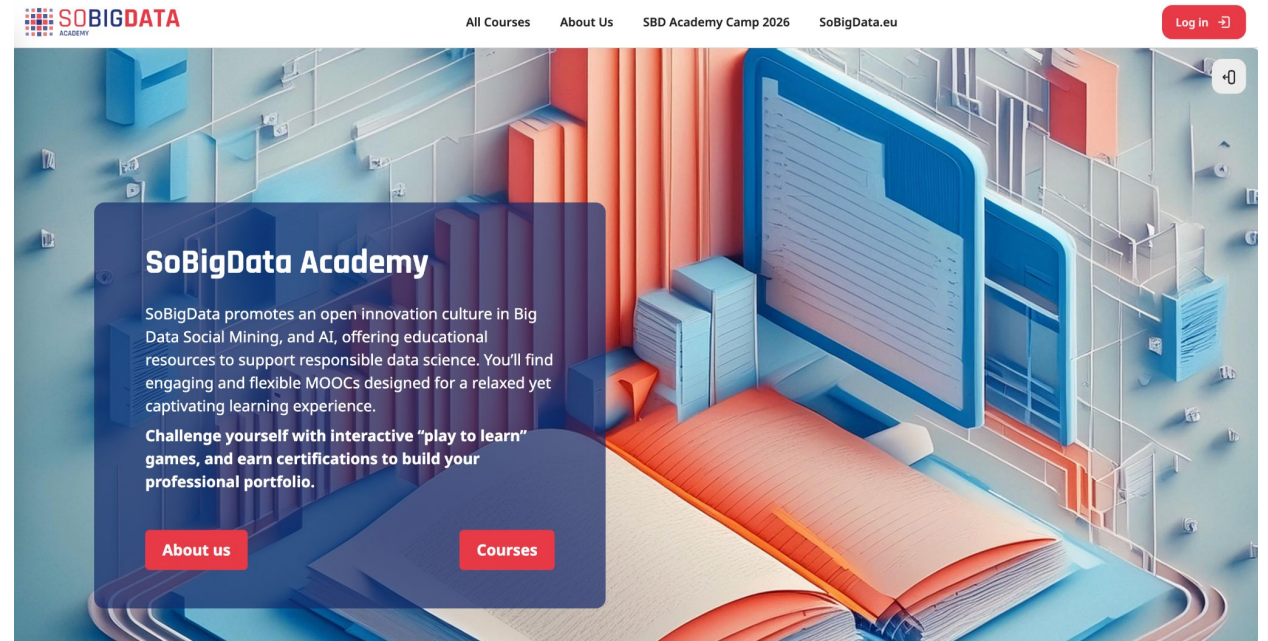 SOBIGDATA
ACADEMY
All Courses
About Us
SBD Academy Camp 2026
SoBigData.eu
Log in
SoBigData Academy
SoBigData promotes an open innovation culture in Big
Data Social Mining, and AI, offering educational
resources to support responsible data science. You’ll find
engaging and flexible MOOCs designed for a relaxed yet
captivating learning experience.
Challenge yourself with interactive “play to learn”
games, and earn certifications to build your
professional portfolio.
About us
Courses